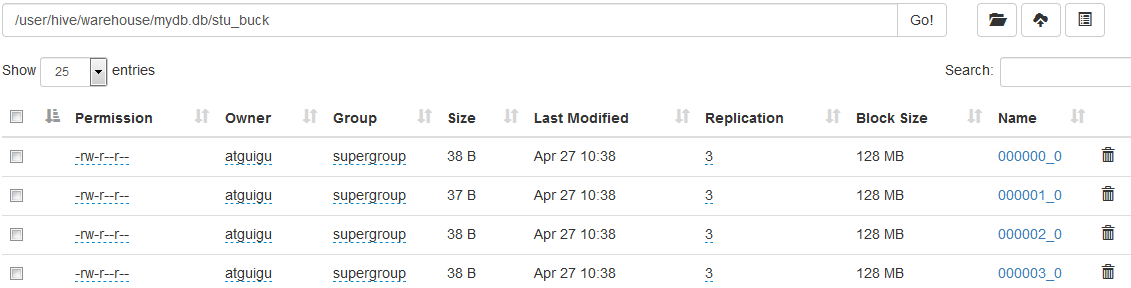 /user/hive/warehouse/mydb.db/stu_buck Go!
Show 25 entries Search:
Permission Owner Group Size Last Modified Replication Block Size Name
-rw-r--r-- atguigu supergroup 38 B Apr 27 10:38 3 128 MB 000000_0
-rw-r--r-- atguigu supergroup 37 B Apr 27 10:38 3 128 MB 000001_0
-rw-r--r-- atguigu supergroup 38 B Apr 27 10:38 3 128 MB 000002_0
-rw-r--r-- atguigu supergroup 38 B Apr 27 10:38 3 128 MB 000003_0